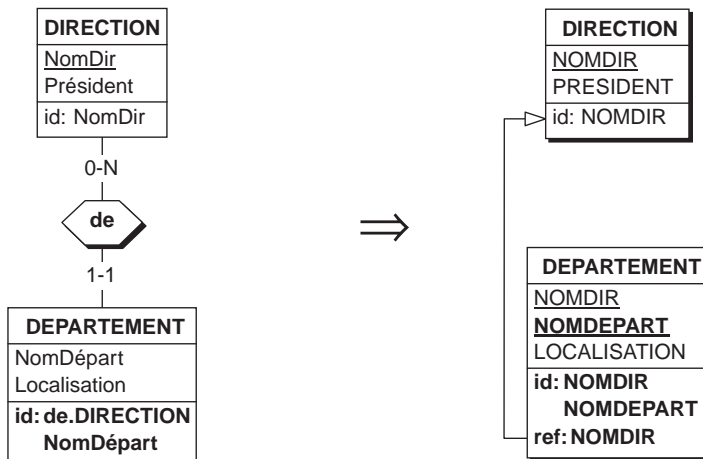 DIRECTION
NomDir
Président
id: NomDir
0-N
de
1-1
DEPARTEMENT
NomDépart
Localisation
id: de.DIRECTION
NomDépart
⇒
DIRECTION
NOMDIR
PRESIDENT
id: NOMDIR
DEPARTEMENT
NOMDIR
NOMDEPART
LOCALISATION
id: NOMDIR
NOMDEPART
ref: NOMDIR